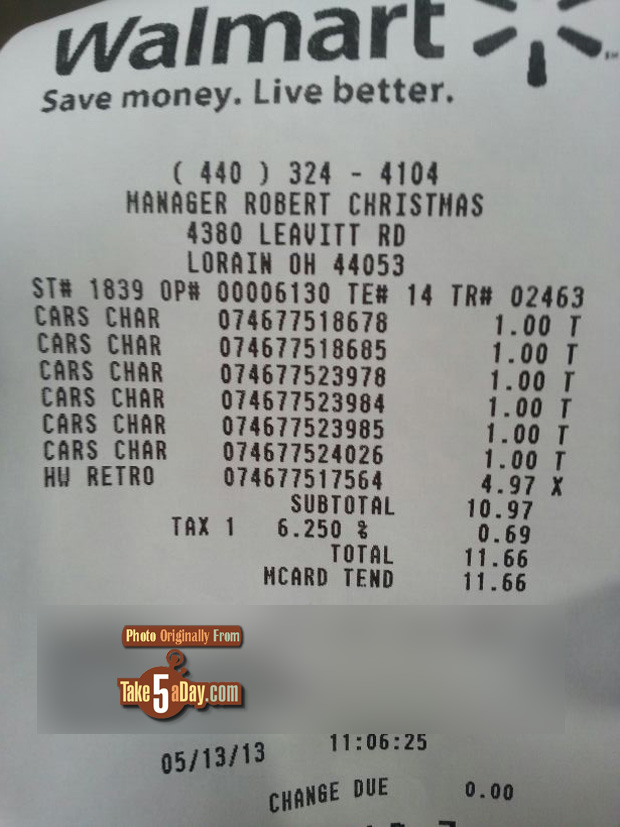 Walmart
Save money. Live better.
( 440 ) 324 - 4104
MANAGER ROBERT CHRISTMAS
4380 LEAVITT RD
LORAIN OH 44053
ST# 1839 OP# 00006130 TE# 14 TR# 02463
CARS CHAR 074677518678 1.00 T
CARS CHAR 074677518685 1.00 T
CARS CHAR 074677523978 1.00 T
CARS CHAR 074677523984 1.00 T
CARS CHAR 074677523985 1.00 T
CARS CHAR 074677524026 1.00 T
HW RETRO 074677517564 4.97 X
SUBTOTAL 10.97
TAX 1 6.250 % 0.69
TOTAL 11.66
MCARD TEND 11.66
Photo Originally From
Take5aDay.com
05/13/13 11:06:25
CHANGE DUE 0.00